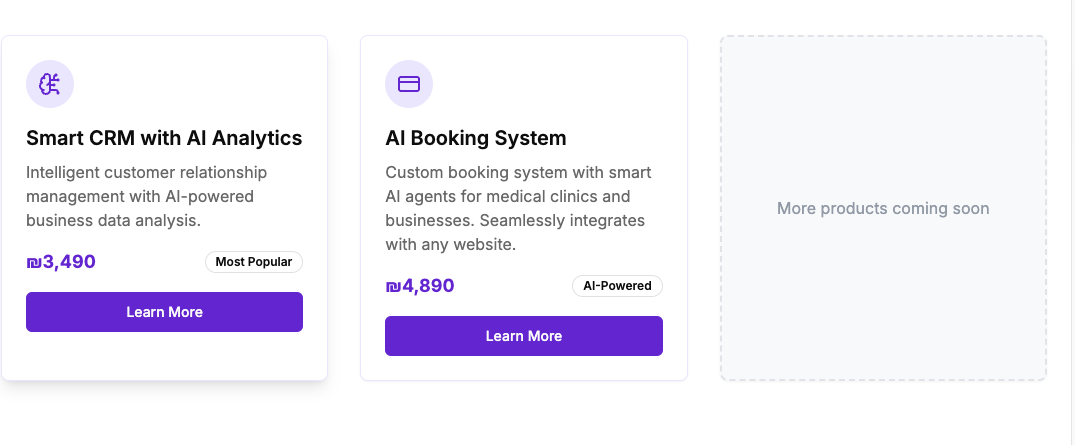 Smart CRM with AI Analytics
Intelligent customer relationship
management with AI-powered
business data analysis.
₪3,490
Most Popular
Learn More
AI Booking System
Custom booking system with smart
AI agents for medical clinics and
businesses. Seamlessly integrates
with any website.
₪4,890
AI-Powered
Learn More
More products coming soon